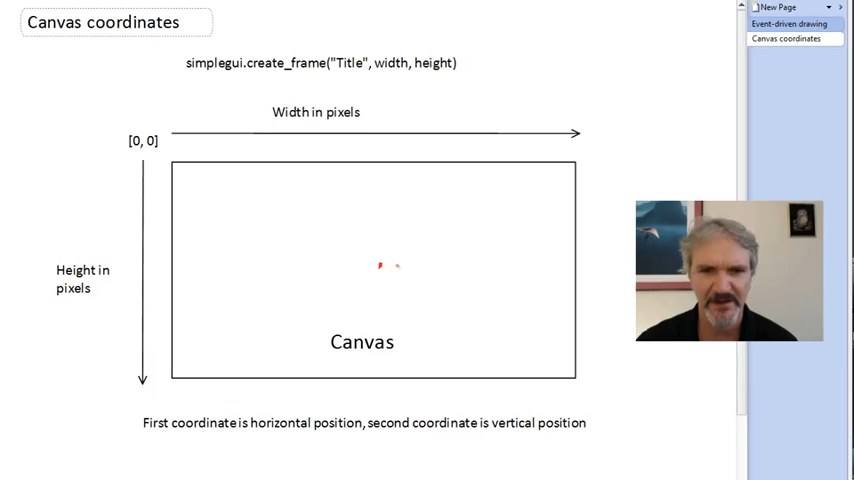 Canvas coordinates
New Page
Event-driven drawing
Canvas coordinates
simplegui.create_frame("Title", width, height)
Width in pixels
[0, 0]
Height in
pixels
Canvas
First coordinate is horizontal position, second coordinate is vertical position